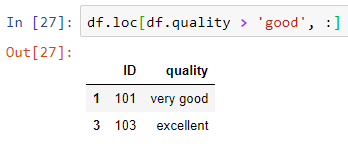 In [27]: df.loc[df.quality > 'good', :]
Out[27]:
ID quality
1 101 very good
3 103 excellent